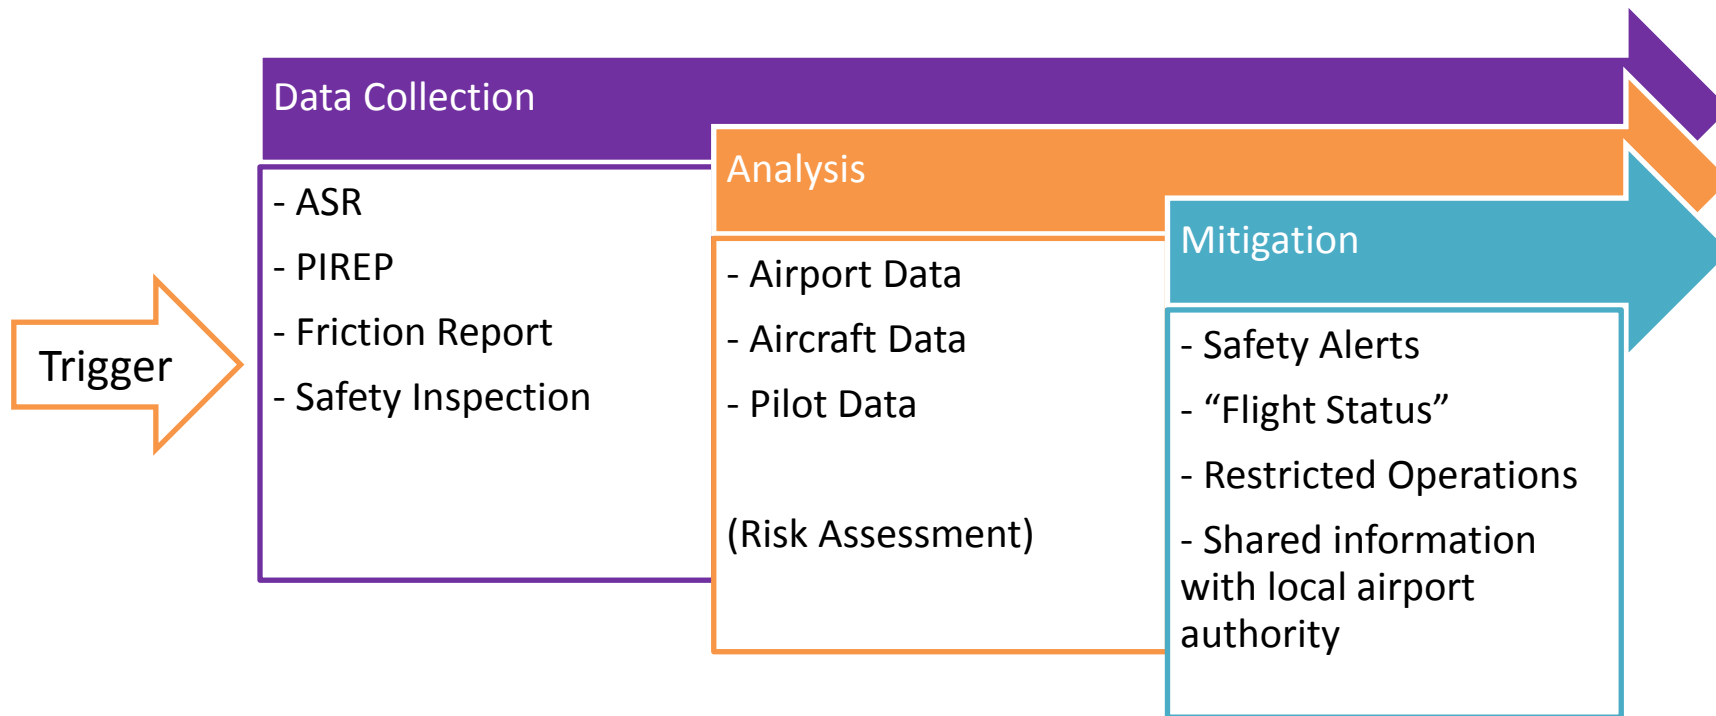 Trigger
Data Collection
- ASR
- PIREP
- Friction Report
- Safety Inspection
Analysis
- Airport Data
- Aircraft Data
- Pilot Data
(Risk Assessment)
Mitigation
- Safety Alerts
- “Flight Status”
- Restricted Operations
- Shared information
with local airport
authority